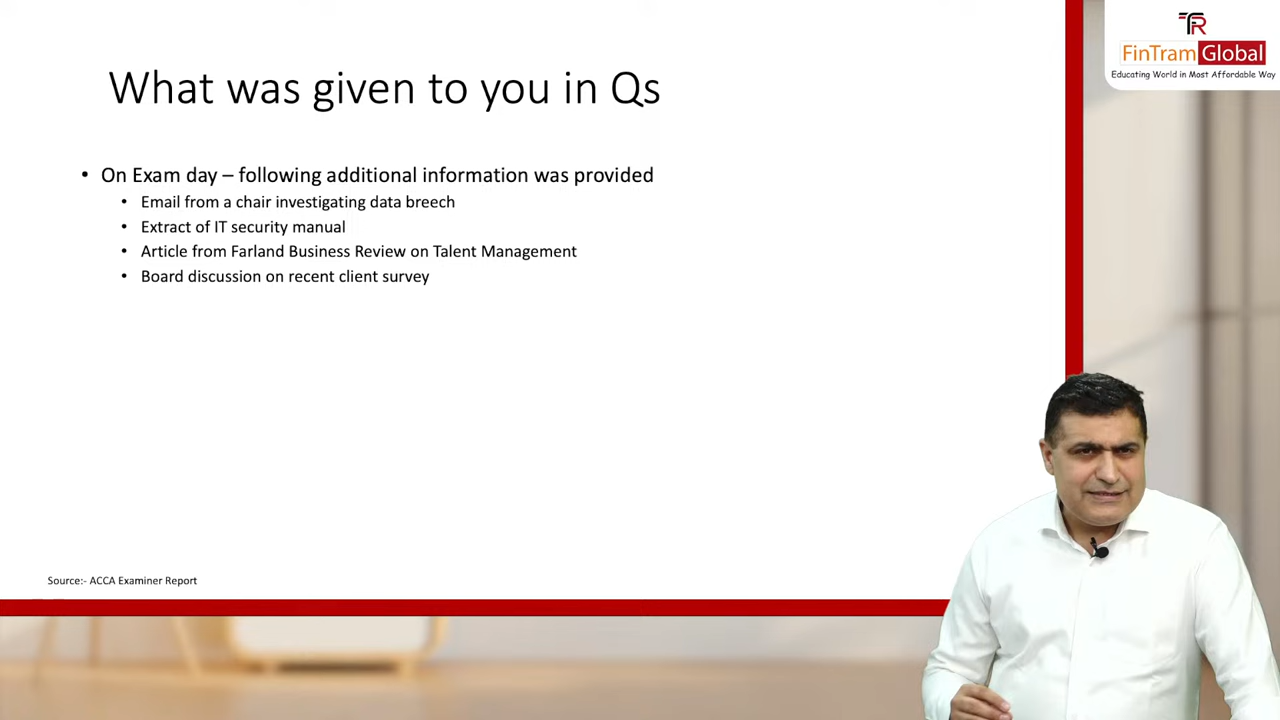 FR
FinTram Global
Educating World in Most Affordable Way
What was given to you in Qs
• On Exam day – following additional information was provided
• Email from a chair investigating data breech
• Extract of IT security manual
• Article from Farland Business Review on Talent Management
• Board discussion on recent client survey
Source:- ACCA Examiner Report